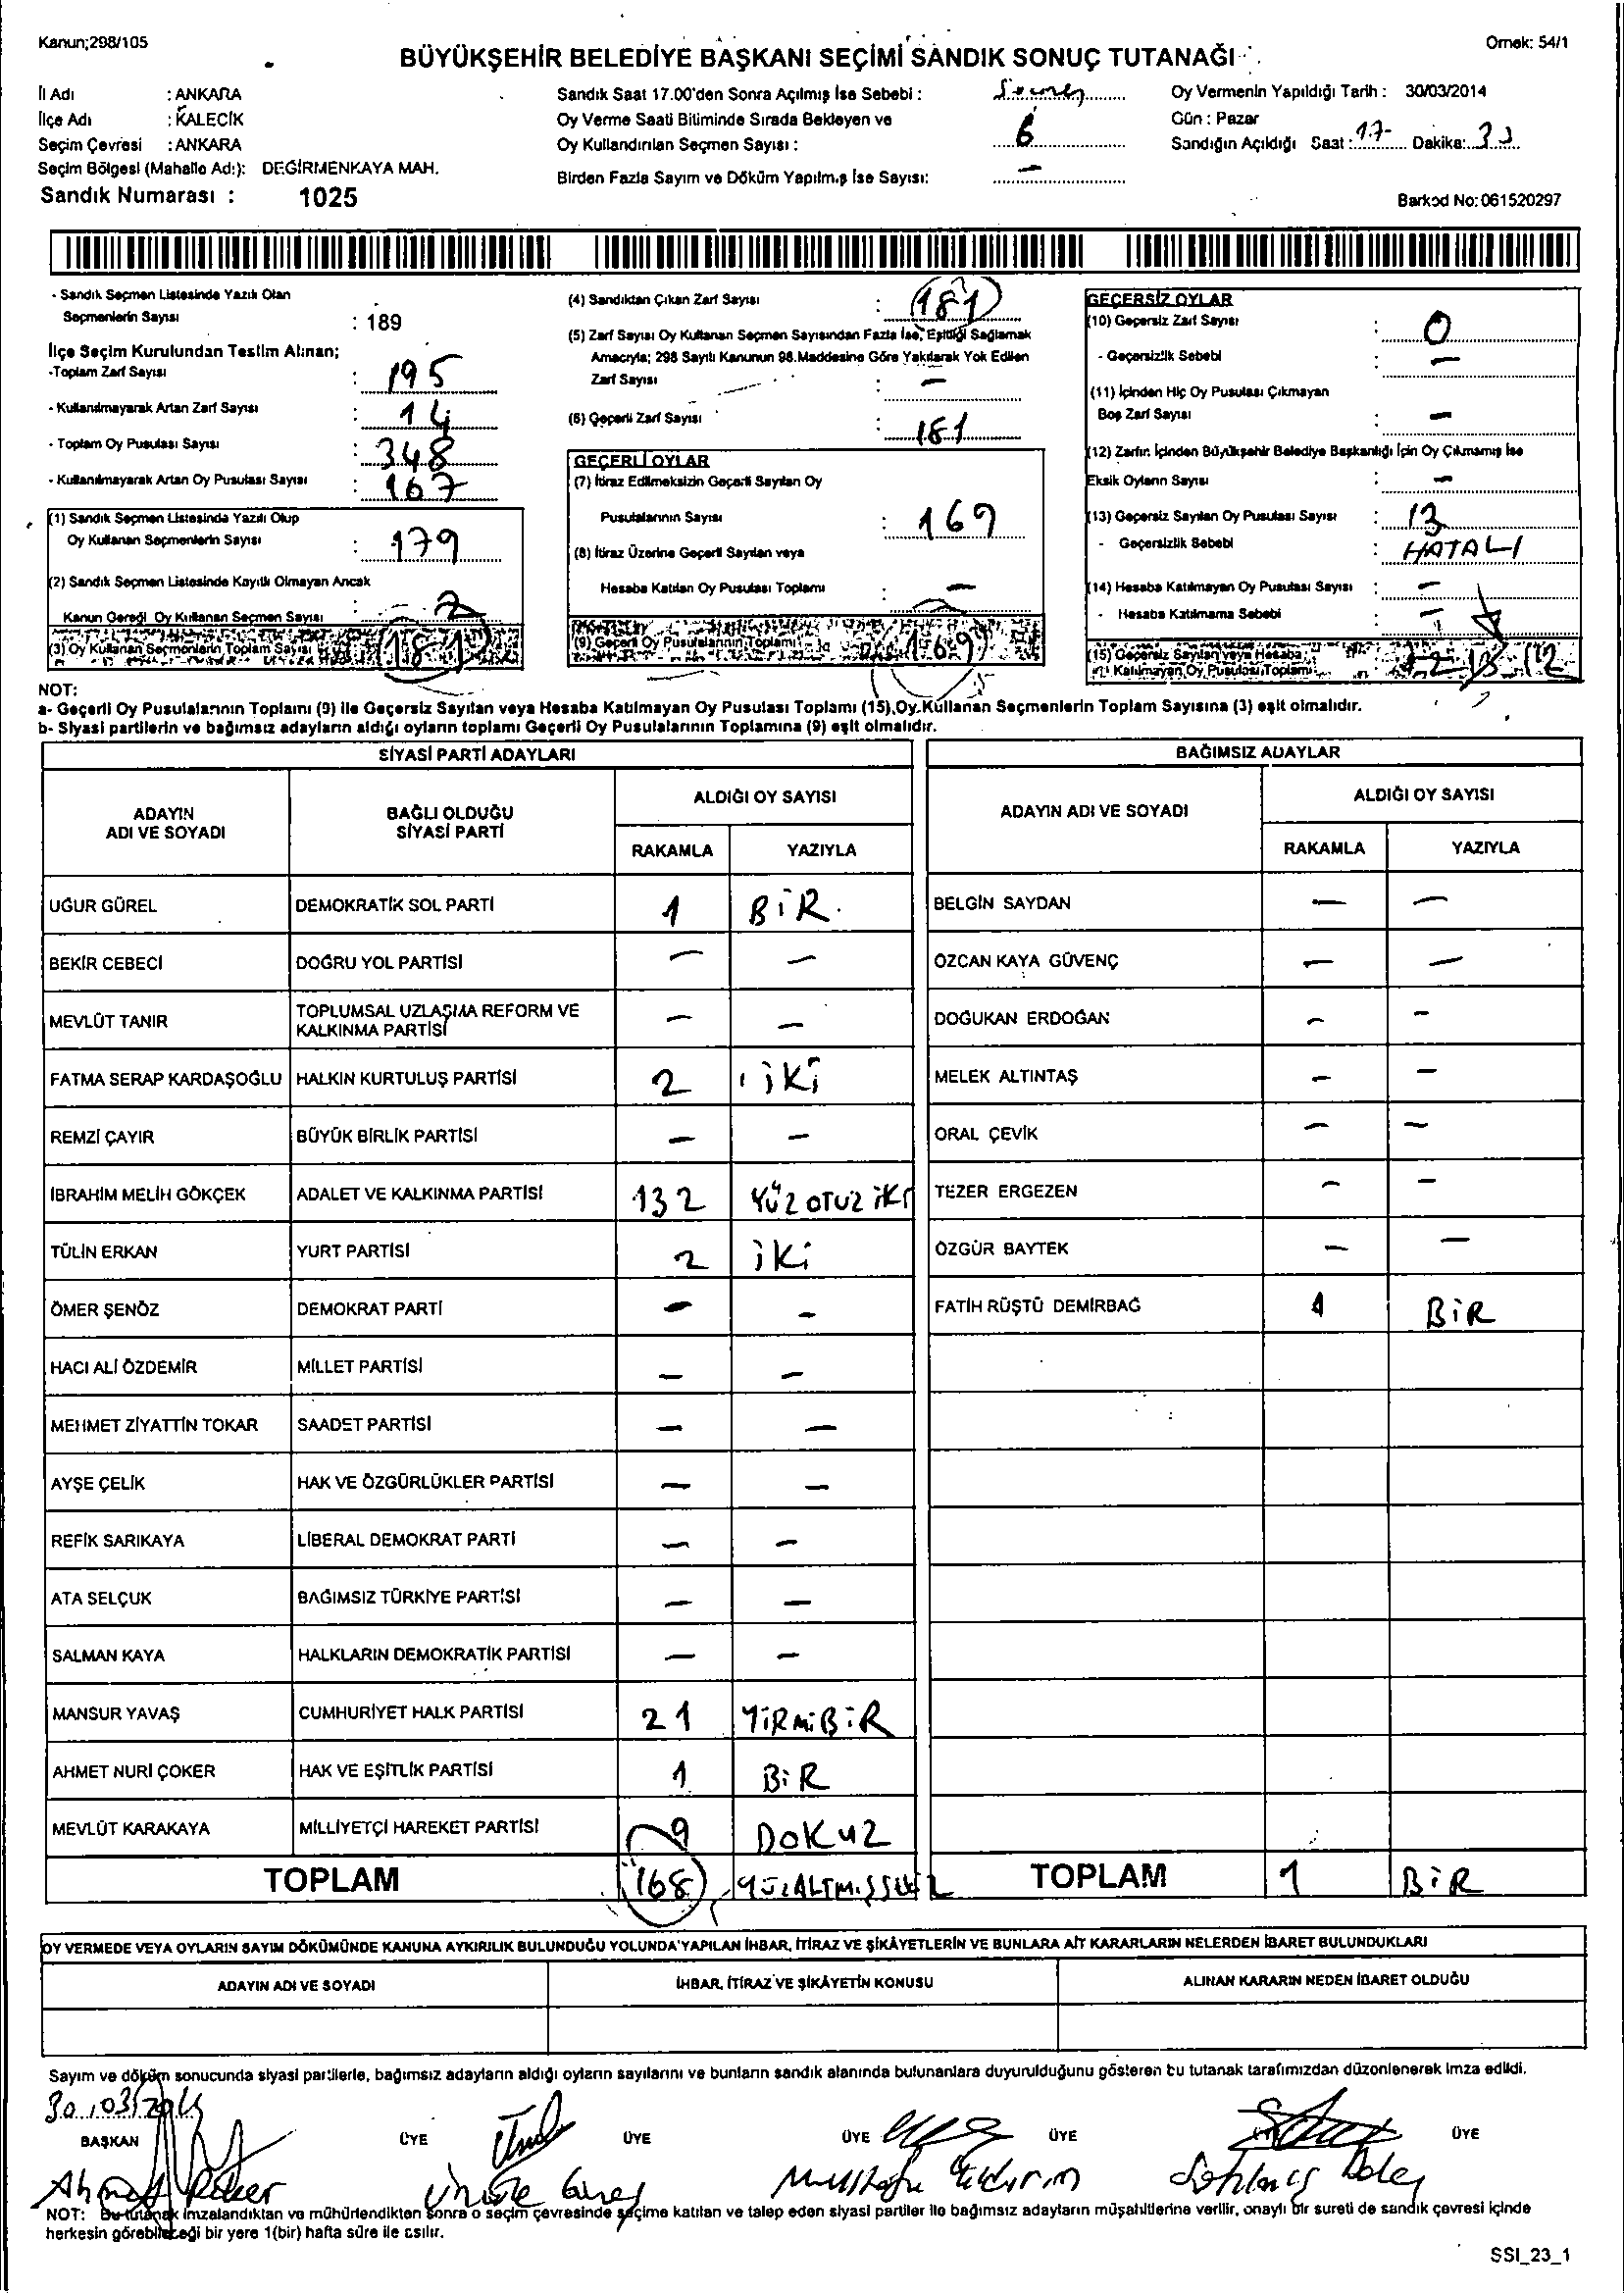 Kanun;298/105
Örnek: 54/1
BÜYÜKŞEHİR BELEDİYE BAŞKANI SEÇİMİ SANDIK SONUÇ TUTANAĞI
İl Adı : ANKARA
İlçe Adı : KALECİK
Seçim Çevresi : ANKARA
Seçim Bölgesi (Mahalle Adı): DEĞİRMENKAYA MAH.
Sandık Numarası : 1025
Sandık Saat 17.00'den Sonra Açılmış İse Sebebi :
Oy Verme Saati Bitiminde Sırada Bekleyen ve
Oy Kullandırılan Seçmen Sayısı : 6
Birden Fazla Sayım ve Döküm Yapılmış İse Sayısı: -
Oy Vermenin Yapıldığı Tarih : 30/03/2014
Gün : Pazar
Sandığın Açıldığı Saat : 17- Dakika:
Barkod No: 061520297
- Sandık Seçmen Listesinde Yazılı Olan
Seçmenlerin Sayısı : 189
İlçe Seçim Kurulundan Teslim Alınan;
-Toplam Zarf Sayısı : 195
- Kullanılmayarak Artan Zarf Sayısı : 14
- Toplam Oy Pusulası Sayısı : 348
- Kullanılmayarak Artan Oy Pusulası Sayısı : 167
(1) Sandık Seçmen Listesinde Yazılı Olup
Oy Kullanan Seçmenlerin Sayısı : 179
(2) Sandık Seçmen Listesinde Kayıtlı Olmayan Ancak
Kanun Gereği Oy Kullanan Seçmen Sayısı : 2
(3) Oy Kullanan Seçmenlerin Toplam Sayısı : 181
(4) Sandıktan Çıkan Zarf Sayısı : 181
(5) Zarf Sayısı Oy Kullanan Seçmen Sayısından Fazla İse, Eşitliği Sağlamak
Amacıyla; 298 Sayılı Kanunun 98.Maddesine Göre Yakılarak Yok Edilen
Zarf Sayısı : -
(6) Geçerli Zarf Sayısı : 181
GEÇERLİ OYLAR
(7) İtiraz Edilmeksizin Geçerli Sayılan Oy
Pusulalarının Sayısı : 169
(8) İtiraz Üzerine Geçerli Sayılan veya
Hesaba Katılan Oy Pusulası Toplamı : -
(9) Geçerli Oy Pusulalarının Toplamı : 169
GEÇERSİZ OYLAR
(10) Geçersiz Zarf Sayısı : 0
- Geçersizlik Sebebi : -
(11) İçinden Hiç Oy Pusulası Çıkmayan
Boş Zarf Sayısı : -
(12) Zarfın İçinden Büyükşehir Belediye Başkanlığı İçin Oy Çıkmamış İse
Eksik Oyların Sayısı : -
(13) Geçersiz Sayılan Oy Pusulası Sayısı : 13
- Geçersizlik Sebebi : HATALI
(14) Hesaba Katılmayan Oy Pusulası Sayısı : -
- Hesaba Katılmama Sebebi : -
(15) Geçersiz Sayılan veya Hesaba
Katılmayan Oy Pusulası Toplamı 12
NOT:
a- Geçerli Oy Pusulalarının Toplamı (9) ile Geçersiz Sayılan veya Hesaba Katılmayan Oy Pusulası Toplamı (15),Oy Kullanan Seçmenlerin Toplam Sayısına (3) eşit olmalıdır.
b- Siyasi partilerin ve bağımsız adayların aldığı oyların toplamı Geçerli Oy Pusulalarının Toplamına (9) eşit olmalıdır.
SİYASİ PARTİ ADAYLARI
ADAYIN ADI VE SOYADI
BAĞLI OLDUĞU SİYASİ PARTİ
ALDIĞI OY SAYISI
RAKAMLA YAZIYLA
UĞUR GÜREL DEMOKRATİK SOL PARTİ 1 BİR
BEKİR CEBECİ DOĞRU YOL PARTİSİ - -
MEVLÜT TANIR TOPLUMSAL UZLAŞMA REFORM VE KALKINMA PARTİSİ - -
FATMA SERAP KARDAŞOĞLU HALKIN KURTULUŞ PARTİSİ 2 İKİ
REMZİ ÇAYIR BÜYÜK BİRLİK PARTİSİ - -
İBRAHİM MELİH GÖKÇEK ADALET VE KALKINMA PARTİSİ 132 YÜZOTUZİKİ
TÜLİN ERKAN YURT PARTİSİ 2 İKİ
ÖMER ŞENÖZ DEMOKRAT PARTİ - -
HACI ALİ ÖZDEMİR MİLLET PARTİSİ - -
MEHMET ZİYATTİN TOKAR SAADET PARTİSİ - -
AYŞE ÇELİK HAK VE ÖZGÜRLÜKLER PARTİSİ - -
REFİK SARIKAYA LİBERAL DEMOKRAT PARTİ - -
ATA SELÇUK BAĞIMSIZ TÜRKİYE PARTİSİ - -
SALMAN KAYA HALKLARIN DEMOKRATİK PARTİSİ - -
MANSUR YAVAŞ CUMHURİYET HALK PARTİSİ 21 YİRMİBİR
AHMET NURİ ÇOKER HAK VE EŞİTLİK PARTİSİ 1 BİR
MEVLÜT KARAKAYA MİLLİYETÇİ HAREKET PARTİSİ 9 DOKUZ
TOPLAM 168 YÜZALTMIŞSEKİZ
BAĞIMSIZ ADAYLAR
ADAYIN ADI VE SOYADI
ALDIĞI OY SAYISI
RAKAMLA YAZIYLA
BELGİN SAYDAN - -
ÖZCAN KAYA GÜVENÇ - -
DOĞUKAN ERDOĞAN - -
MELEK ALTINTAŞ - -
ORAL ÇEVİK - -
TEZER ERGEZEN - -
ÖZGÜR BAYTEK - -
FATİH RÜŞTÜ DEMİRBAĞ 1 BİR
TOPLAM 1 BİR
OY VERMEDE VEYA OYLARIN SAYIM DÖKÜMÜNDE KANUNA AYKIRILIK BULUNDUĞU YOLUNDA YAPILAN İHBAR, İTİRAZ VE ŞİKÂYETLERİN VE BUNLARA AİT KARARLARIN NELERDEN İBARET BULUNDUKLARI
ADAYIN ADI VE SOYADI İHBAR, İTİRAZ VE ŞİKÂYETİN KONUSU ALINAN KARARIN NEDEN İBARET OLDUĞU
Sayım ve döküm sonucunda siyasi partilerle, bağımsız adayların aldığı oyların sayılarını ve bunların sandık alanında bulunanlara duyurulduğunu gösteren bu tutanak tarafımızdan düzenlenerek imza edildi.
30/03/2014
BAŞKAN ÜYE ÜYE ÜYE ÜYE ÜYE
Mustafa Yıldırım
NOT: Bu tutanak imzalandıktan ve mühürlendikten sonra o seçim çevresinde seçime katılan ve talep eden siyasi partiler ile bağımsız adayların müşahitlerine verilir, onaylı bir sureti de sandık çevresi içinde
herkesin görebileceği bir yere 1(bir) hafta süre ile asılır.
SSI_23_1